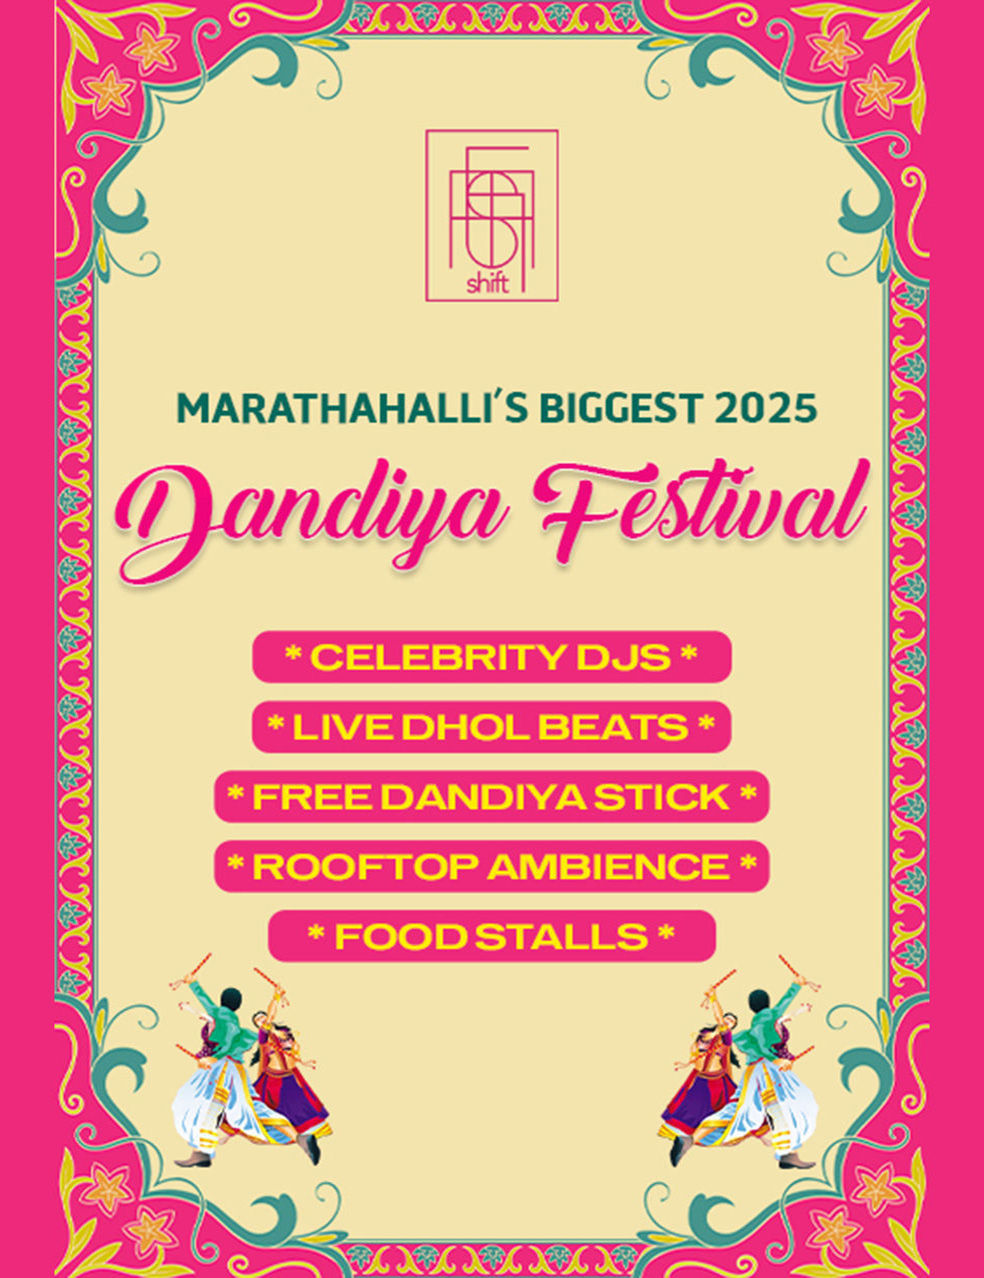 shift
MARATHAHALLI'S BIGGEST 2025
Dandiya Festival
* CELEBRITY DJS *
* LIVE DHOL BEATS *
* FREE DANDIYA STICK *
* ROOFTOP AMBIENCE *
* FOOD STALLS *